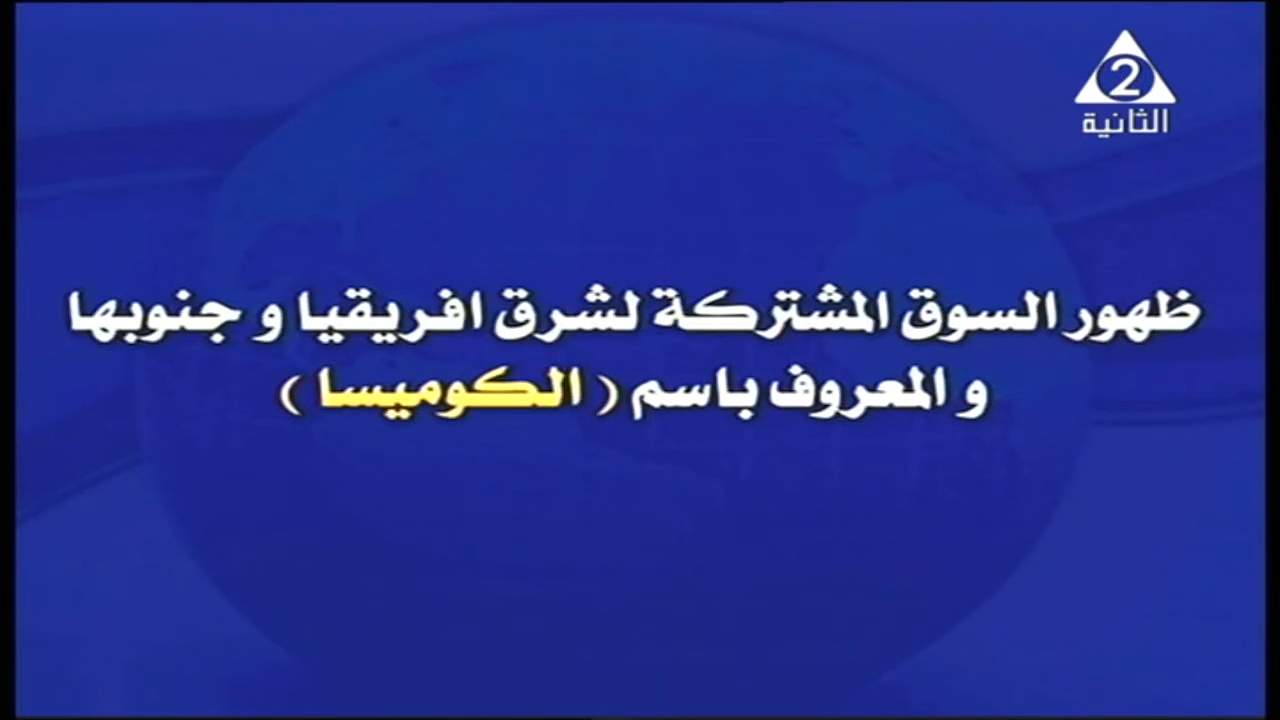 2
الثانية
ظهور السوق المشتركة لشرق افريقيا و جنوبها
و المعروف باسم ( الكوميسا )